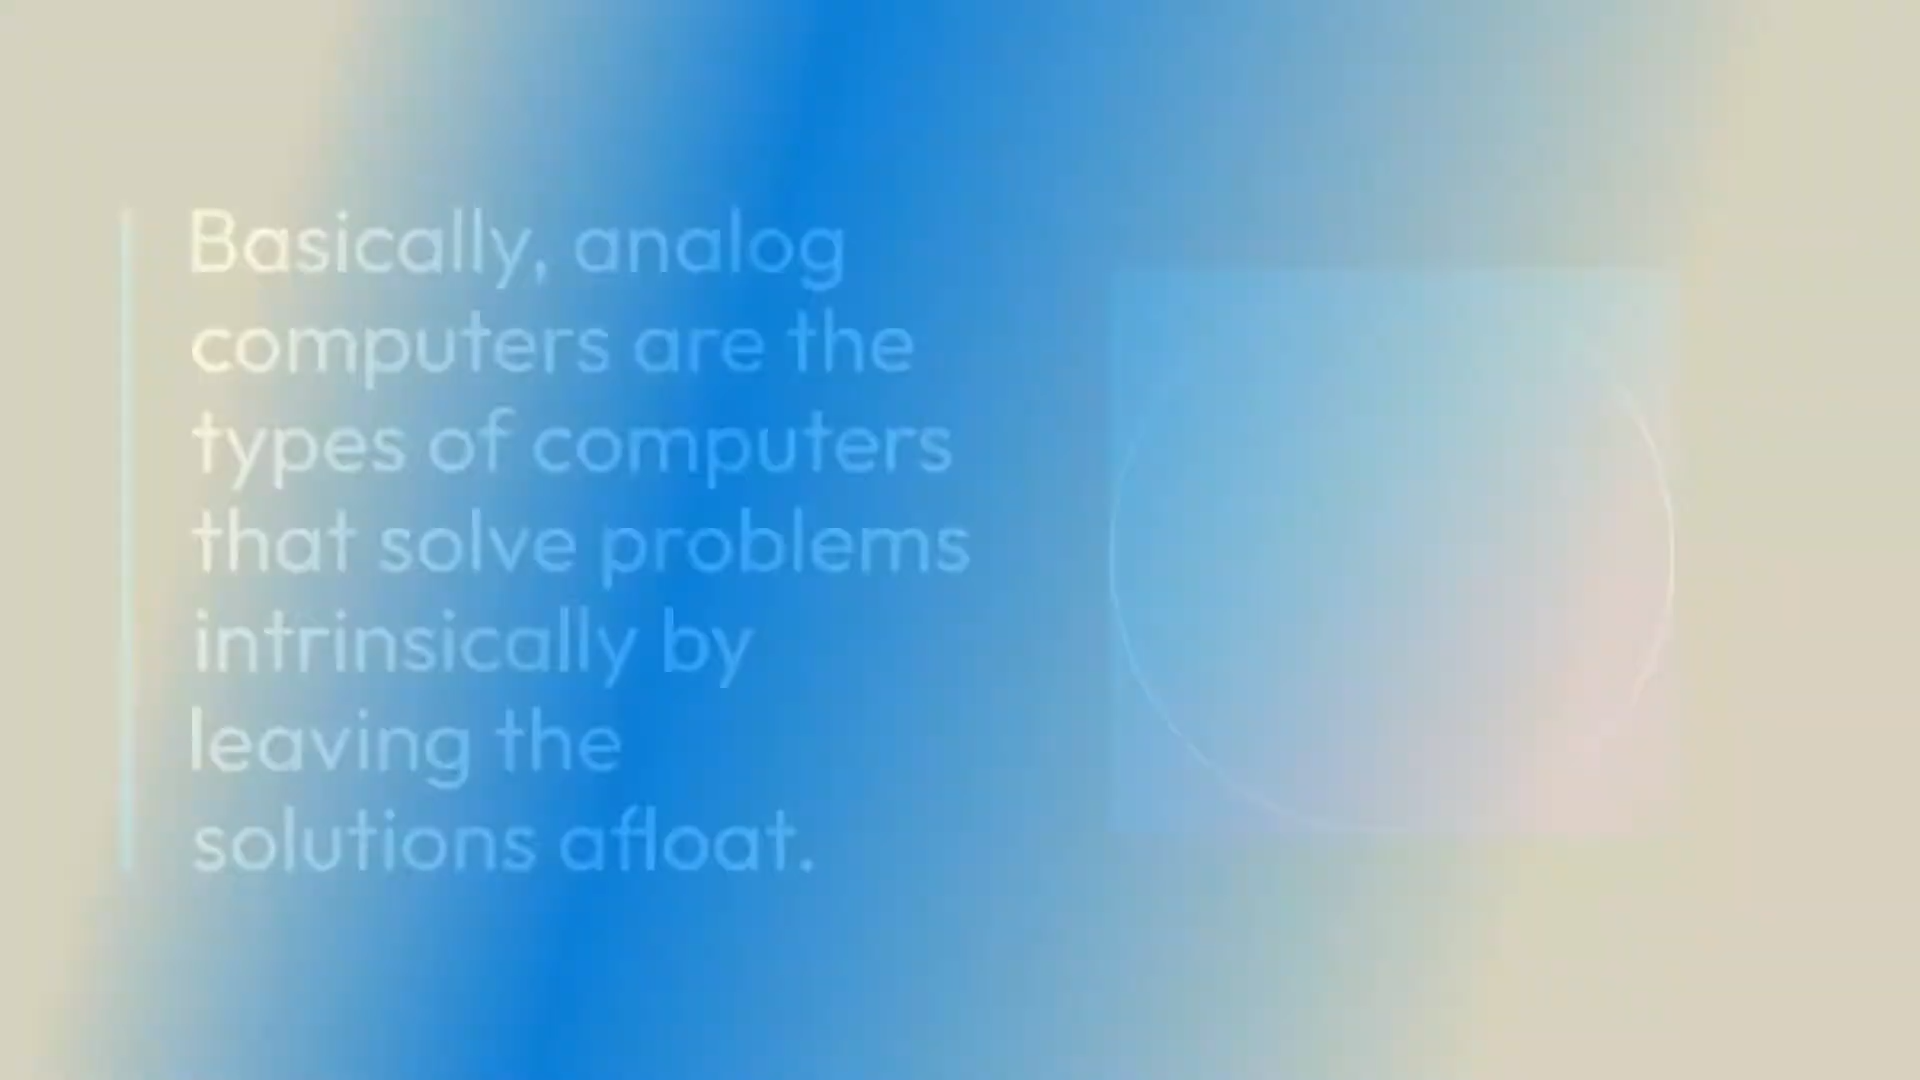 Basically, analog
computers are the
types of computers
that solve problems
intrinsically by
leaving the
solutions afloat.